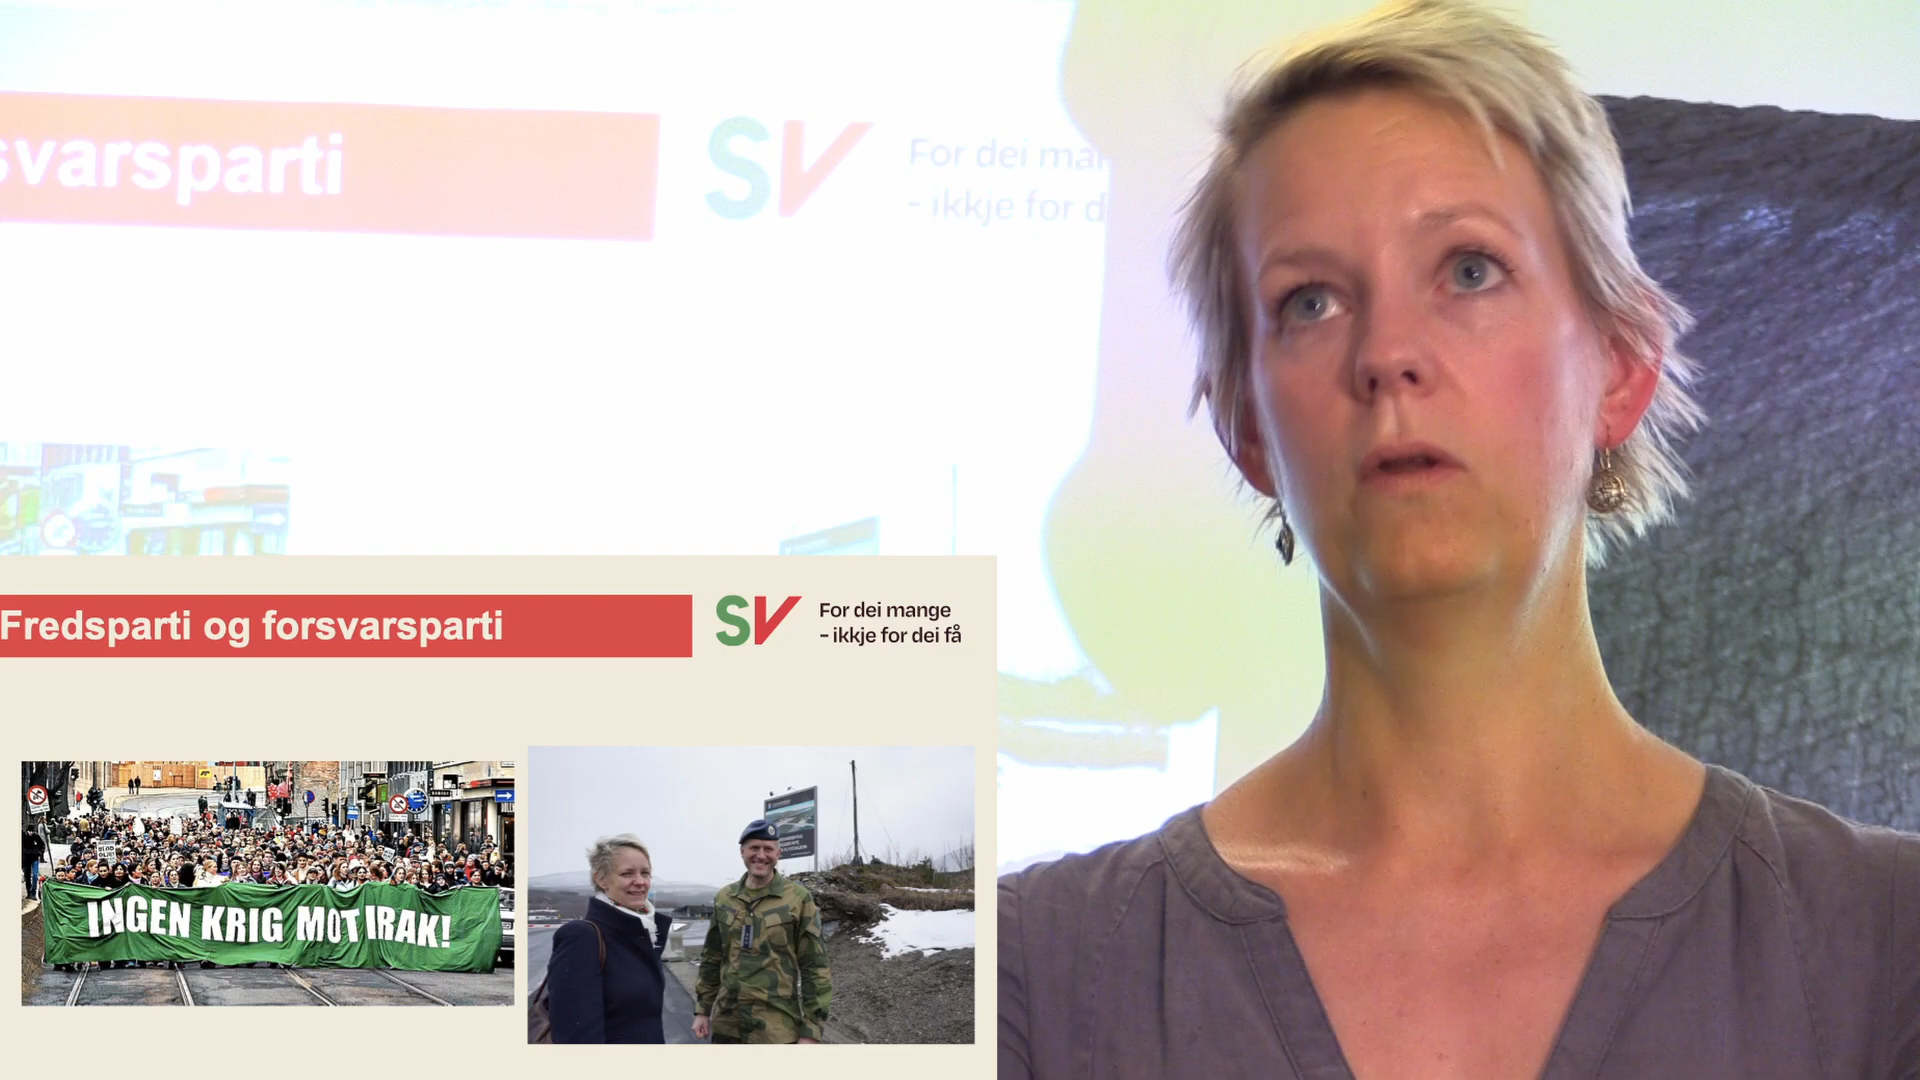 svarsparti
SV
For dei man
- ikkje for d
Fredsparti og forsvarsparti
SV
For dei mange
– ikkje for dei få
INGEN KRIG MOT IRAK!